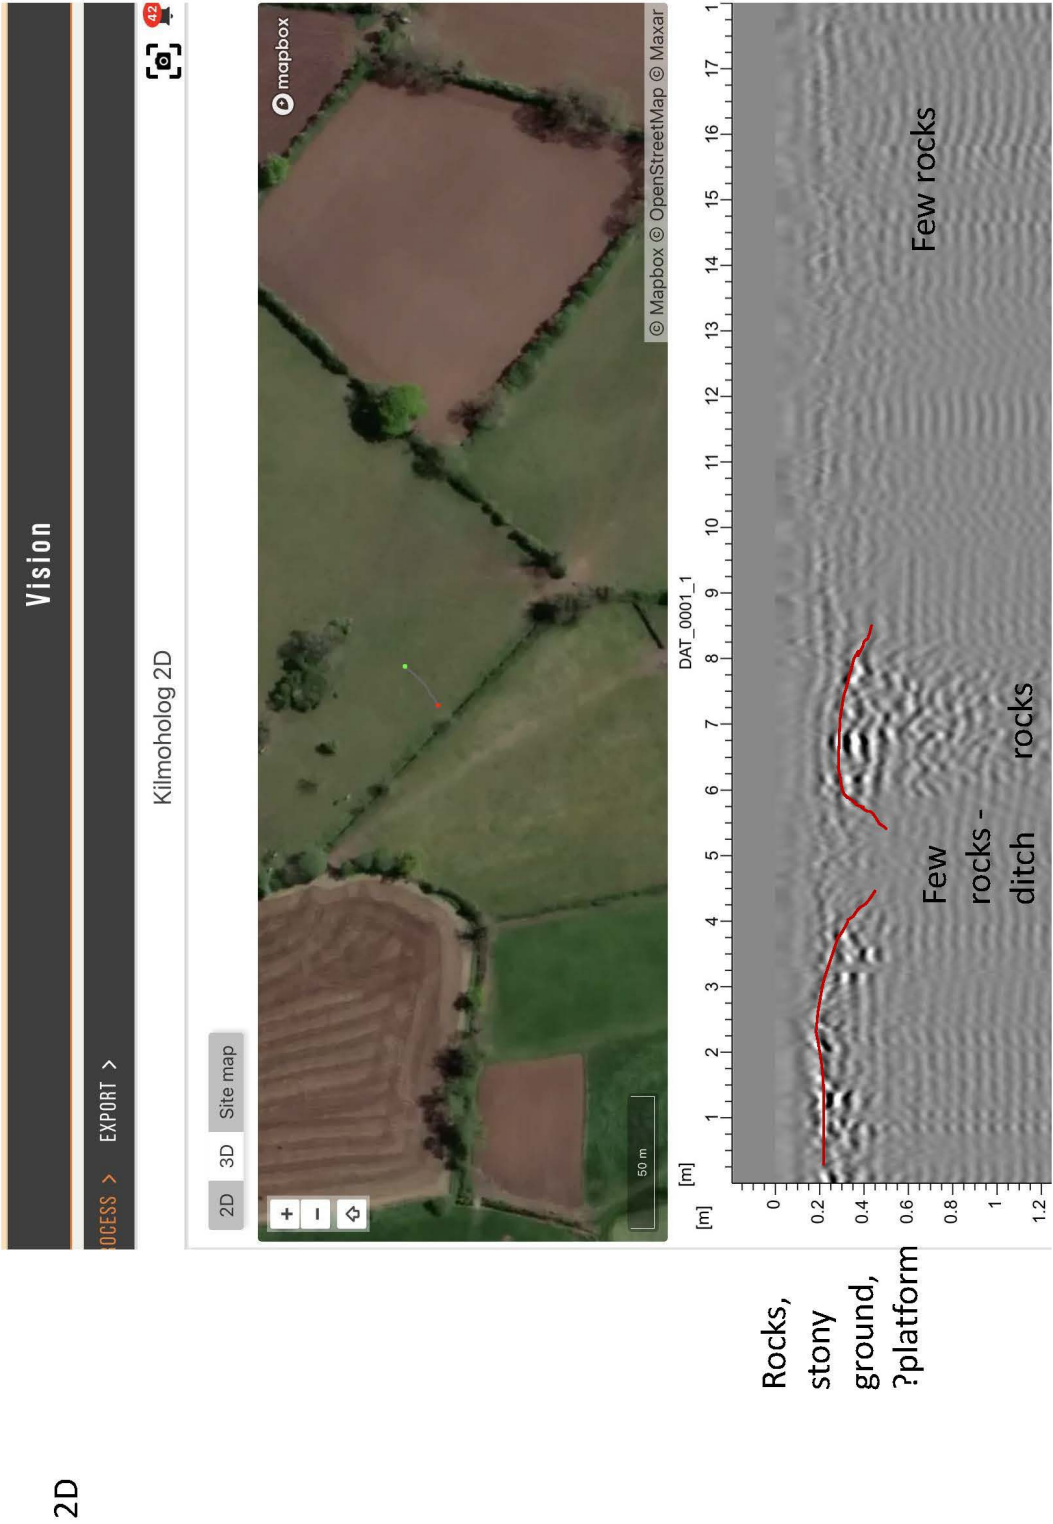 2D
Vision
OCESS > EXPORT >
42
Kilmoholog 2D
2D 3D Site map
+
−
mapbox
50 m
© Mapbox © OpenStreetMap © Maxar
DAT_0001_1
[m]
[m]
1 2 3 4 5 6 7 8 9 10 11 12 13 14 15 16 17 1
0
0.2
0.4
0.6
0.8
1
1.2
Rocks,
stony
ground,
?platform
Few
rocks -
ditch
rocks
Few rocks